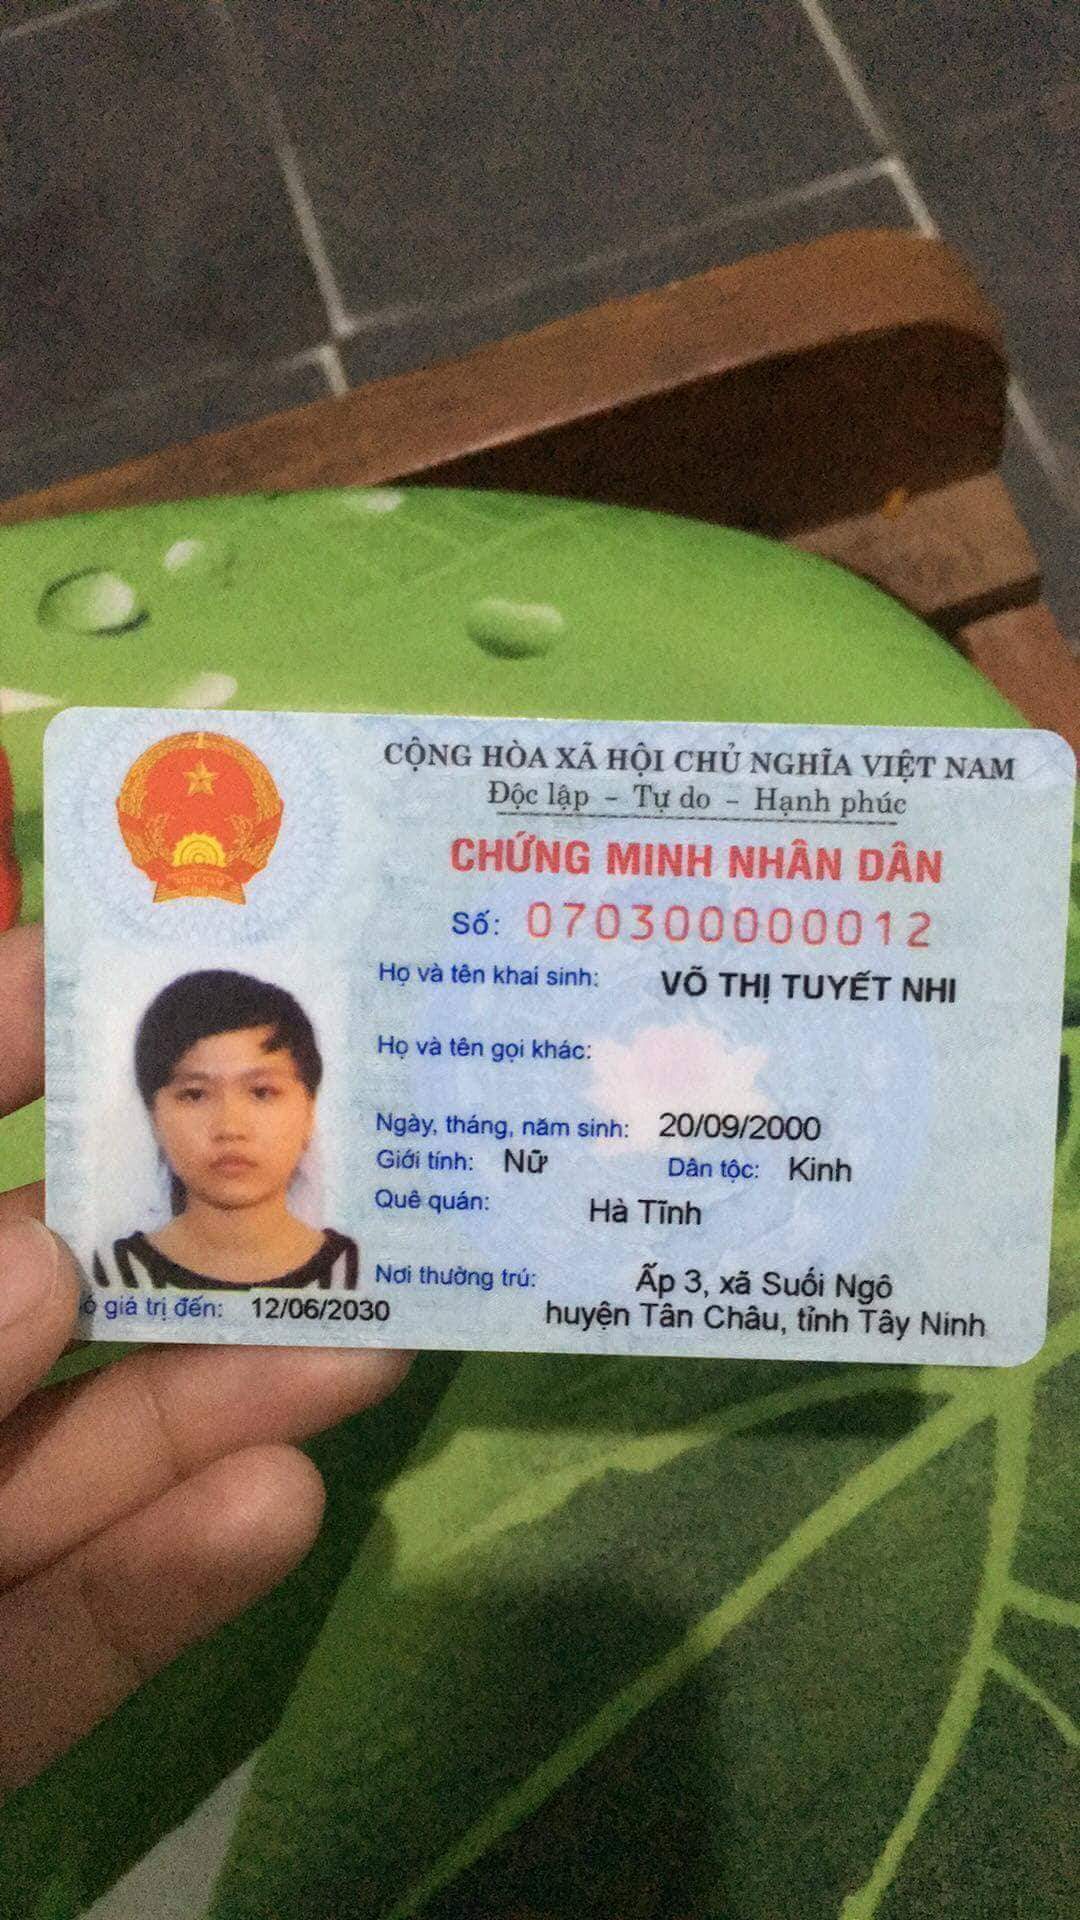 CỘNG HÒA XÃ HỘI CHỦ NGHĨA VIỆT NAM
Độc lập – Tự do – Hạnh phúc
CHỨNG MINH NHÂN DÂN
Số: 070300000012
Họ và tên khai sinh: VÕ THỊ TUYẾT NHI
Họ và tên gọi khác:
Ngày, tháng, năm sinh: 20/09/2000
Giới tính: Nữ Dân tộc: Kinh
Quê quán: Hà Tĩnh
Nơi thường trú: Ấp 3, xã Suối Ngô
huyện Tân Châu, tỉnh Tây Ninh
giá trị đến: 12/06/2030